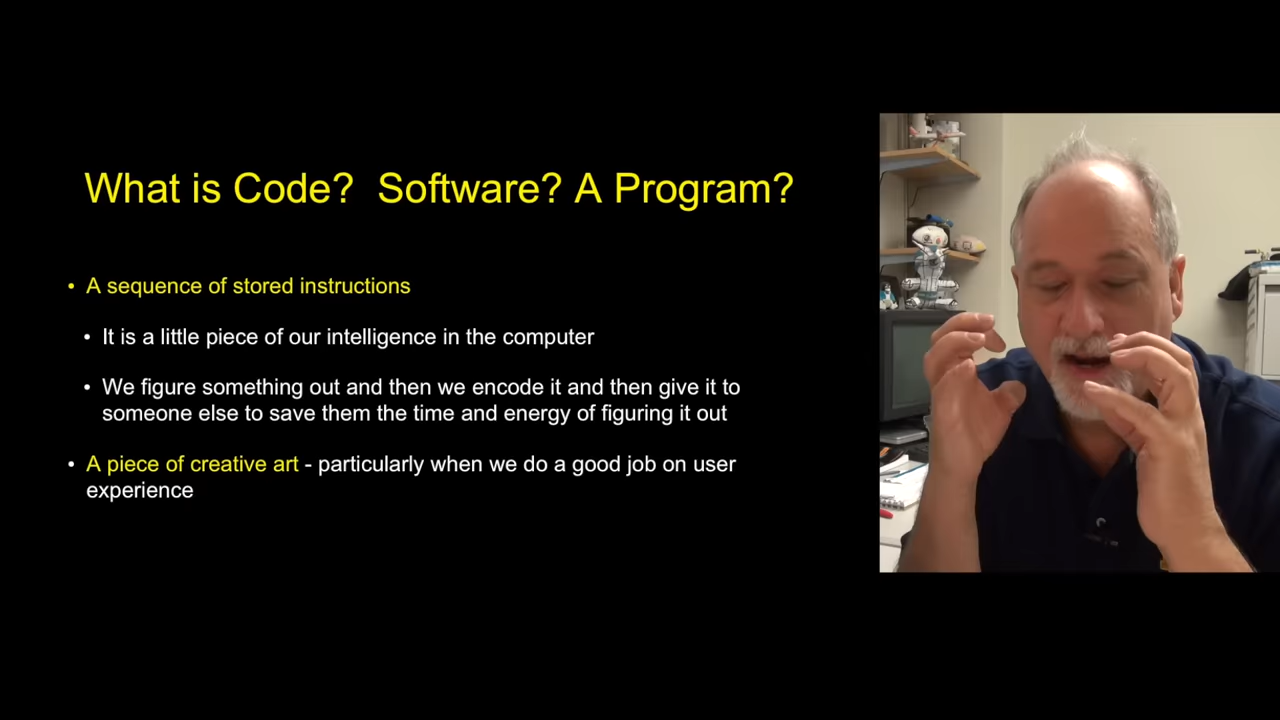 What is Code? Software? A Program?
• A sequence of stored instructions
• It is a little piece of our intelligence in the computer
• We figure something out and then we encode it and then give it to
someone else to save them the time and energy of figuring it out
• A piece of creative art - particularly when we do a good job on user
experience